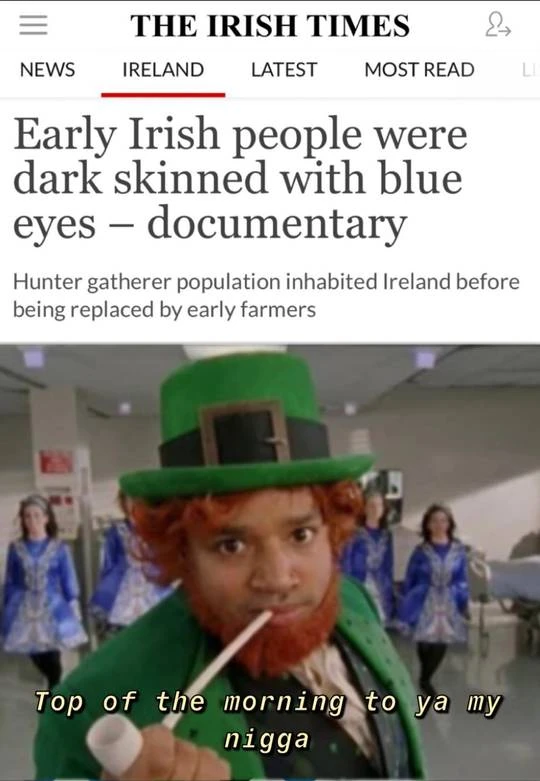 THE IRISH TIMES
NEWS IRELAND LATEST MOST READ
Early Irish people were
dark skinned with blue
eyes – documentary
Hunter gatherer population inhabited Ireland before
being replaced by early farmers
Top of the morning to ya my
nigga